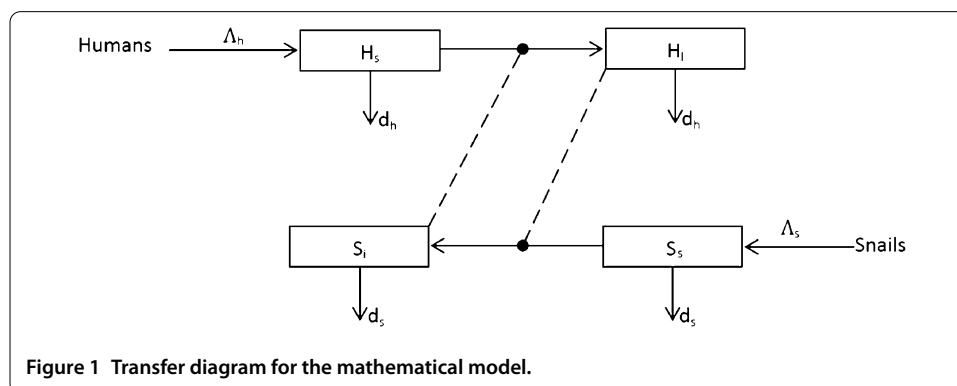 Humans
Λh
Hs
HI
dh
dh
Si
Ss
Λs
Snails
ds
ds
Figure 1 Transfer diagram for the mathematical model.